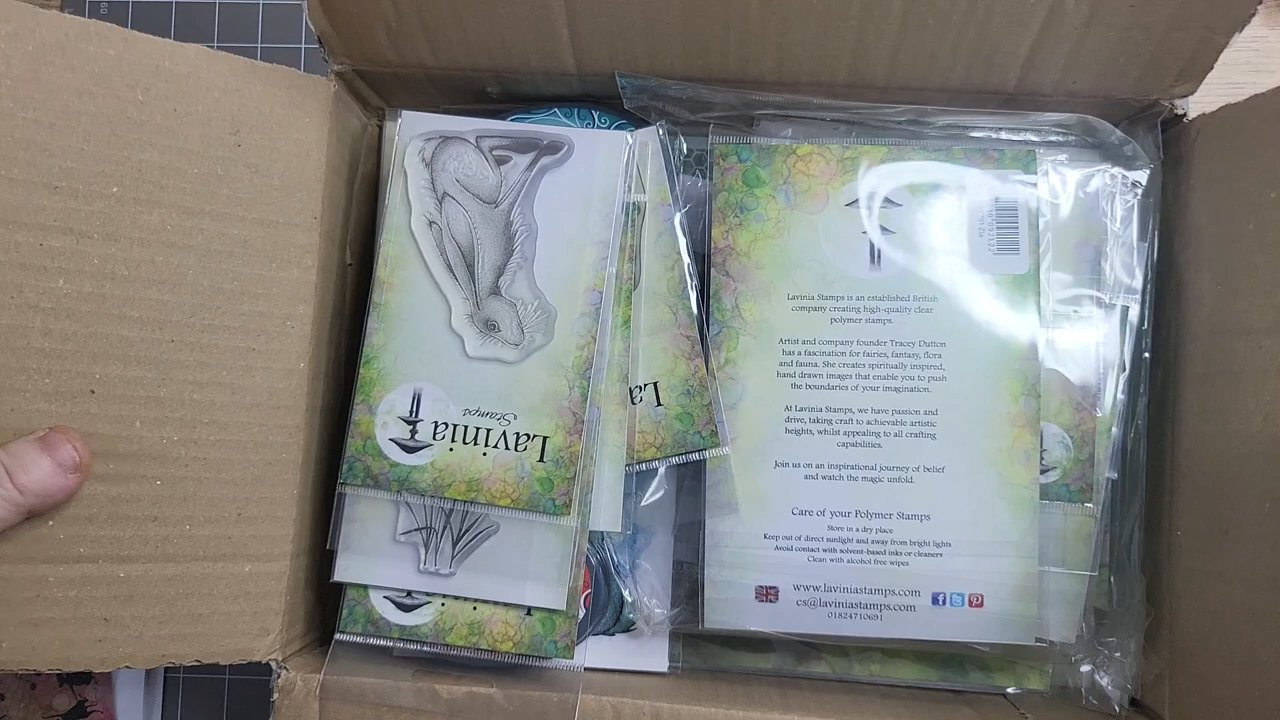 60
Lavinia
Stamps
La
Lavinia Stamps is an established British
company creating high-quality clear
polymer stamps.
Artist and company founder Tracey Dutton
has a fascination for fairies, fantasy, flora
and fauna. She creates spiritually inspired,
hand drawn images that enable you to push
the boundaries of your imagination.
At Lavinia Stamps, we have passion and
drive, taking craft to achievable artistic
heights, whilst appealing to all crafting
capabilities.
Join us on an inspirational journey of belief
and watch the magic unfold.
Care of your Polymer Stamps
Store in a dry place
Keep out of direct sunlight and away from bright lights
Avoid contact with solvent-based inks or cleaners
Clean with alcohol free wipes
www.laviniastamps.com
cs@laviniastamps.com
01824710691